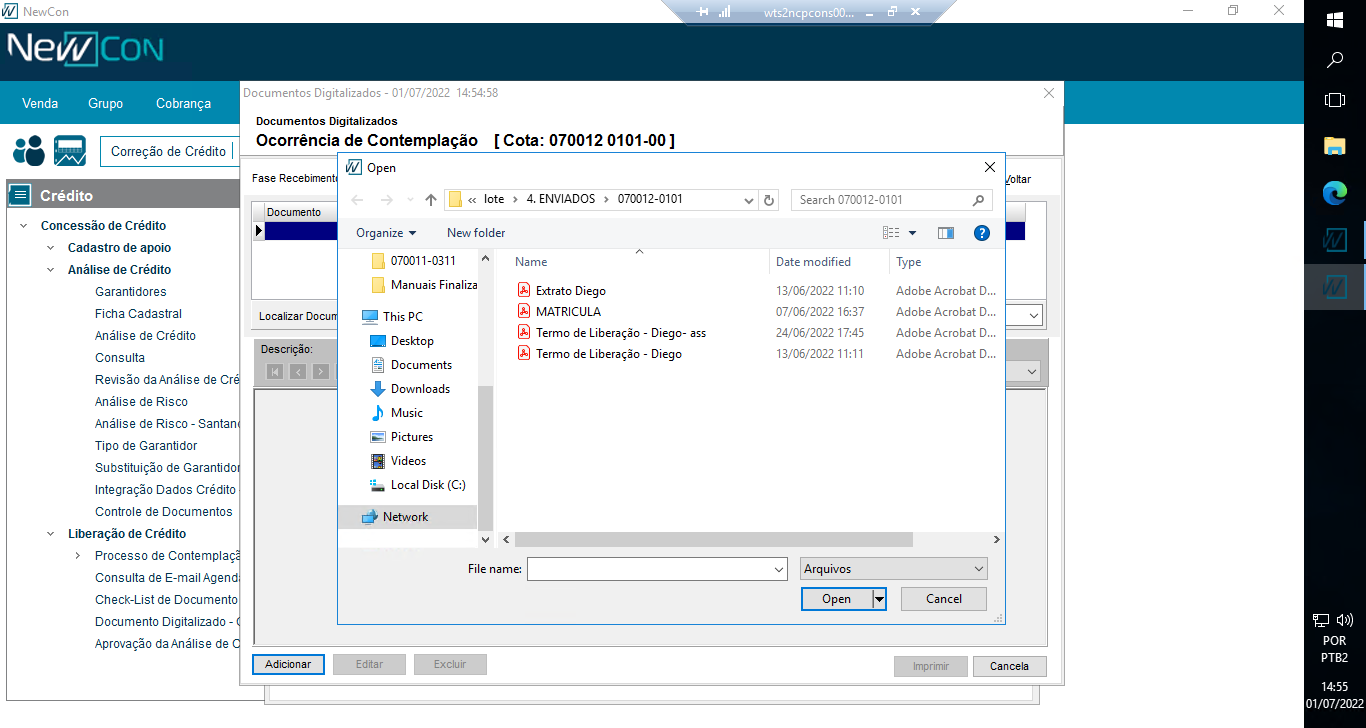 NewCon
wts2ncpcons00...
NewCon
Venda
Grupo
Cobrança
Correção de Crédito
Crédito
Concessão de Crédito
Cadastro de apoio
Análise de Crédito
Garantidores
Ficha Cadastral
Análise de Crédito
Consulta
Revisão da Análise de Cré
Análise de Risco
Análise de Risco - Santand
Tipo de Garantidor
Substituição de Garantidor
Integração Dados Crédito -
Controle de Documentos
Liberação de Crédito
Processo de Contemplaçã
Consulta de E-mail Agenda
Check-List de Documento
Documento Digitalizado - C
Aprovação da Análise de C
Documentos Digitalizados - 01/07/2022 14:54:58
Documentos Digitalizados
Ocorrência de Contemplação [ Cota: 070012 0101-00 ]
Fase Recebimento
Voltar
Documento
Localizar Docum
Descrição:
Open
« lote > 4. ENVIADOS > 070012-0101
Search 070012-0101
Organize
New folder
070011-0311
Manuais Finaliza
This PC
Desktop
Documents
Downloads
Music
Pictures
Videos
Local Disk (C:)
Network
Name Date modified Type
Extrato Diego 13/06/2022 11:10 Adobe Acrobat D...
MATRICULA 07/06/2022 16:37 Adobe Acrobat D...
Termo de Liberação - Diego- ass 24/06/2022 17:45 Adobe Acrobat D...
Termo de Liberação - Diego 13/06/2022 11:11 Adobe Acrobat D...
File name:
Arquivos
Open
Cancel
Adicionar
Editar
Excluir
Imprimir
Cancela
POR
PTB2
14:55
01/07/2022